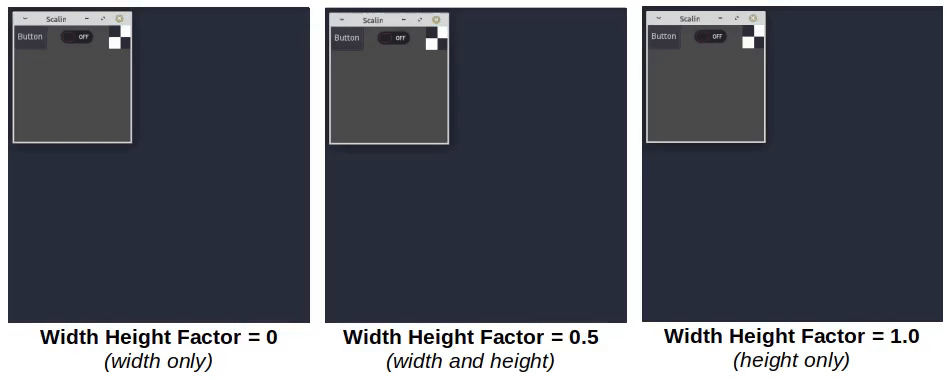 Scalin
Button OFF
Scalin
Button OFF
Scalin
Button OFF
Width Height Factor = 0
(width only)
Width Height Factor = 0.5
(width and height)
Width Height Factor = 1.0
(height only)